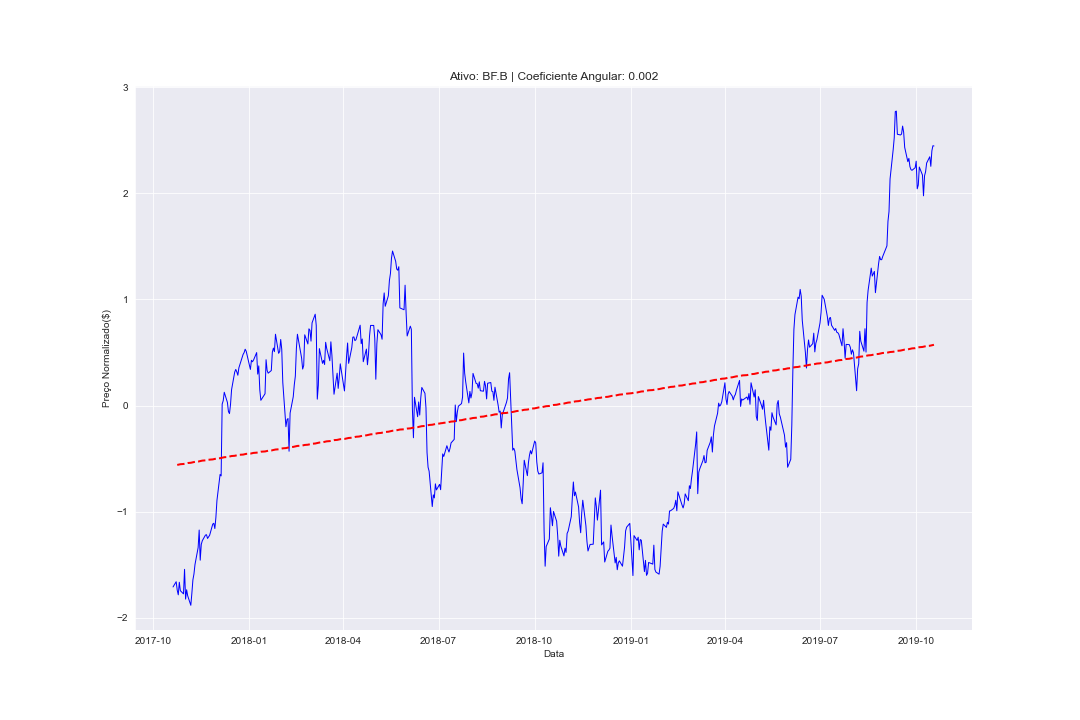 Ativo: BF.B | Coeficiente Angular: 0.002
Preço Normalizado($)
3
2
1
0
−1
−2
2017-10 2018-01 2018-04 2018-07 2018-10 2019-01 2019-04 2019-07 2019-10
Data